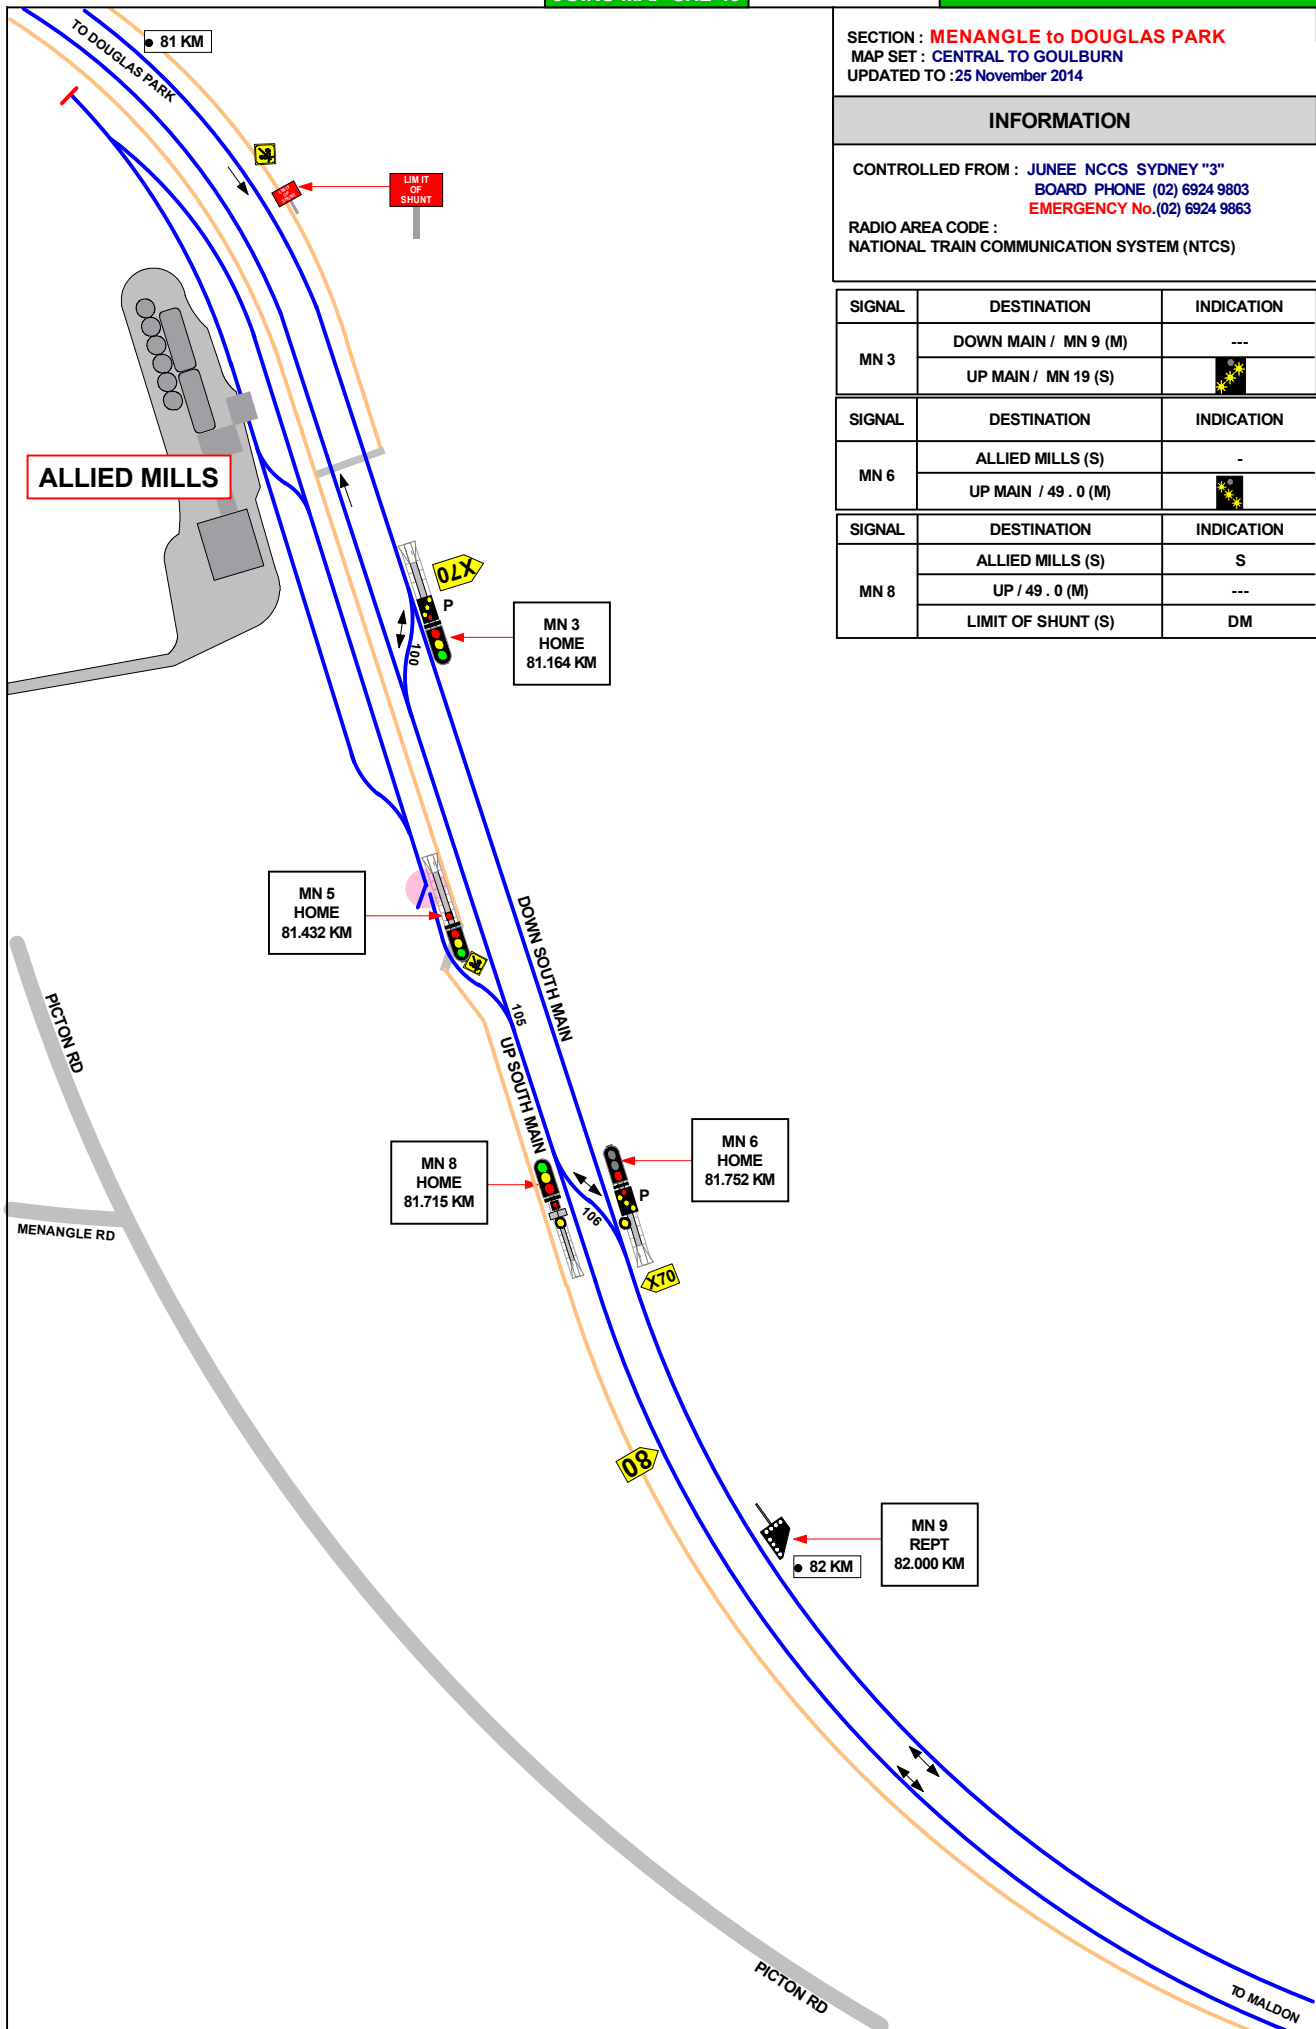 SECTION : MENANGLE to DOUGLAS PARK
MAP SET : CENTRAL TO GOULBURN
UPDATED TO :25 November 2014
INFORMATION
CONTROLLED FROM : JUNEE NCCS SYDNEY "3"
BOARD PHONE (02) 6924 9803
EMERGENCY No.(02) 6924 9863
RADIO AREA CODE :
NATIONAL TRAIN COMMUNICATION SYSTEM (NTCS)
SIGNAL DESTINATION INDICATION
MN 3 DOWN MAIN / MN 9 (M) ---
UP MAIN / MN 19 (S)
SIGNAL DESTINATION INDICATION
MN 6 ALLIED MILLS (S) -
UP MAIN / 49 . 0 (M)
SIGNAL DESTINATION INDICATION
MN 8 ALLIED MILLS (S) S
UP / 49 . 0 (M) ---
LIMIT OF SHUNT (S) DM
TO DOUGLAS PARK
81 KM
LIM IT
OF
SHUNT
LIM IT
OF
SHUNT
ALLIED MILLS
X70
P
100
MN 3
HOME
81.164 KM
MN 5
HOME
81.432 KM
DOWN SOUTH MAIN
105
UP SOUTH MAIN
PICTON RD
MENANGLE RD
MN 8
HOME
81.715 KM
MN 6
HOME
81.752 KM
P
106
X70
80
MN 9
REPT
82.000 KM
82 KM
PICTON RD
TO MALDON